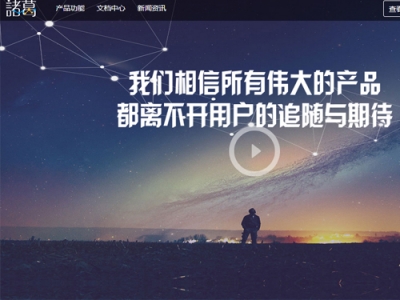 諸葛 产品功能 文档中心 新闻资讯 查看
我们相信所有伟大的产品
都离不开用户的追随与期待